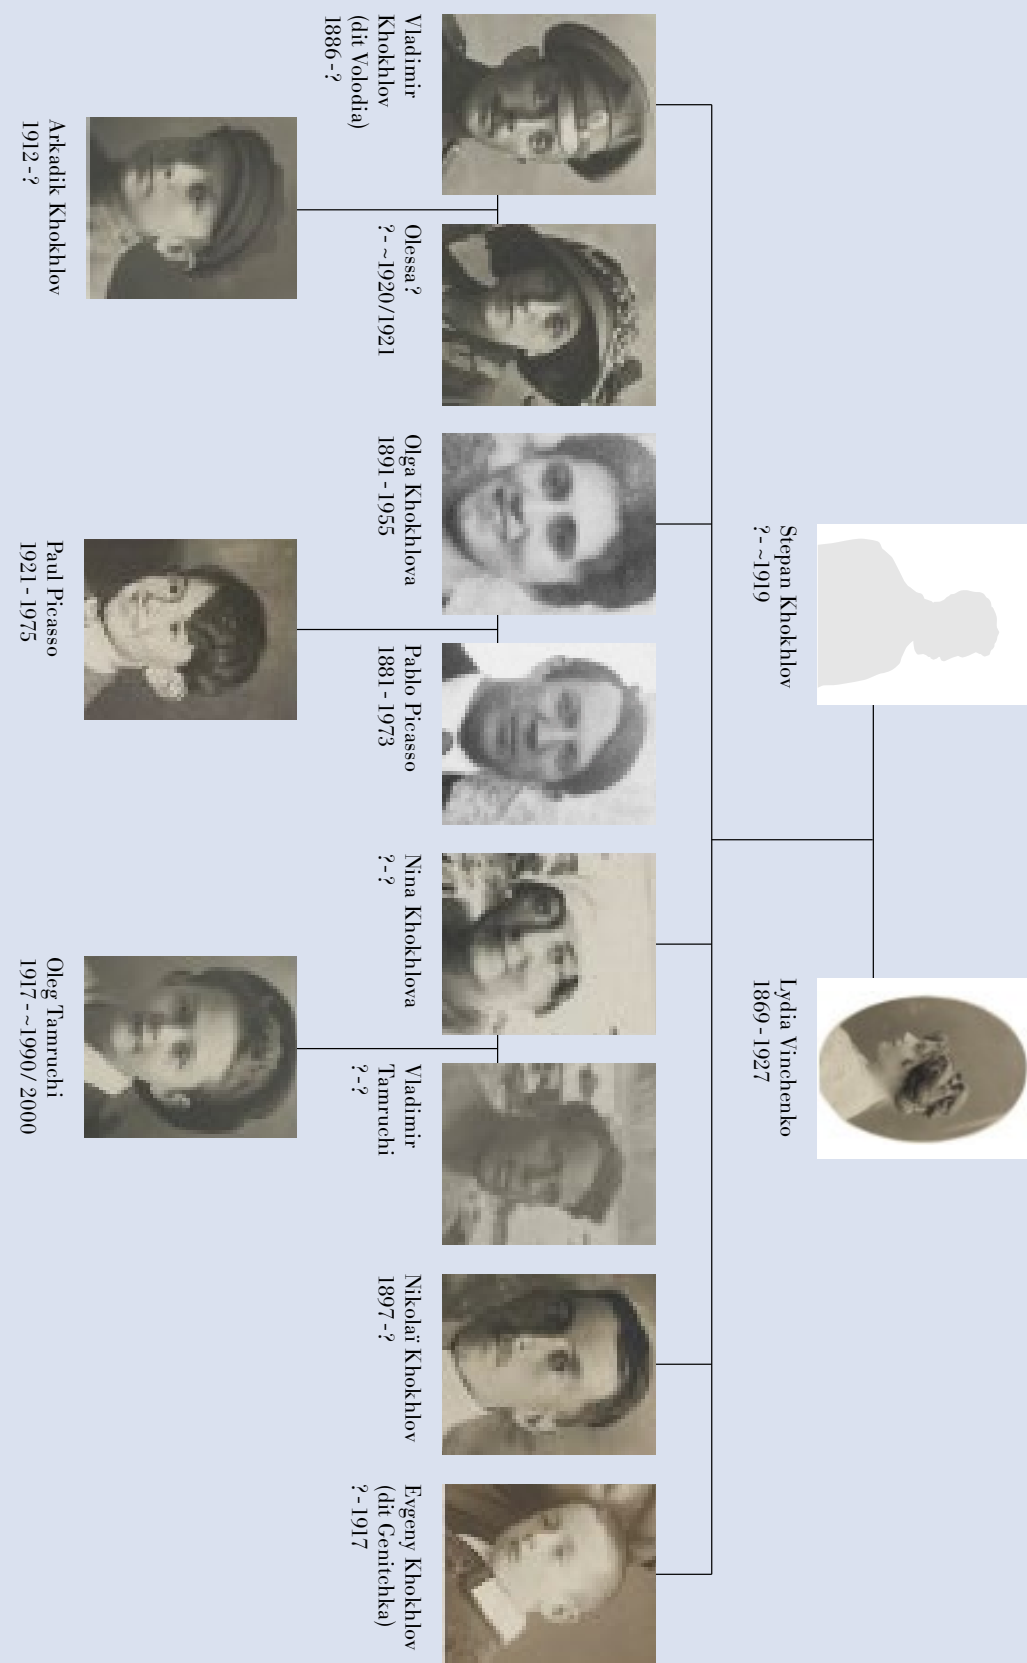 Stepan Khokhlov
?- ~1919
Lydia Vinchenko
1869 - 1927
Vladimir
Khokhlov
(dit Volodia)
1886 - ?
Olessa?
?- ~1920/1921
Olga Khokhlova
1891 - 1955
Pablo Picasso
1881 - 1973
Nina Khokhlova
?- ?
Vladimir
Tamruchi
?- ?
Nikolaï Khokhlov
1897 - ?
Evgeny Khokhlov
(dit Genitchka)
?- 1917
Arkadik Khokhlov
1912 - ?
Paul Picasso
1921 - 1975
Oleg Tamruchi
1917 - ~1990/ 2000